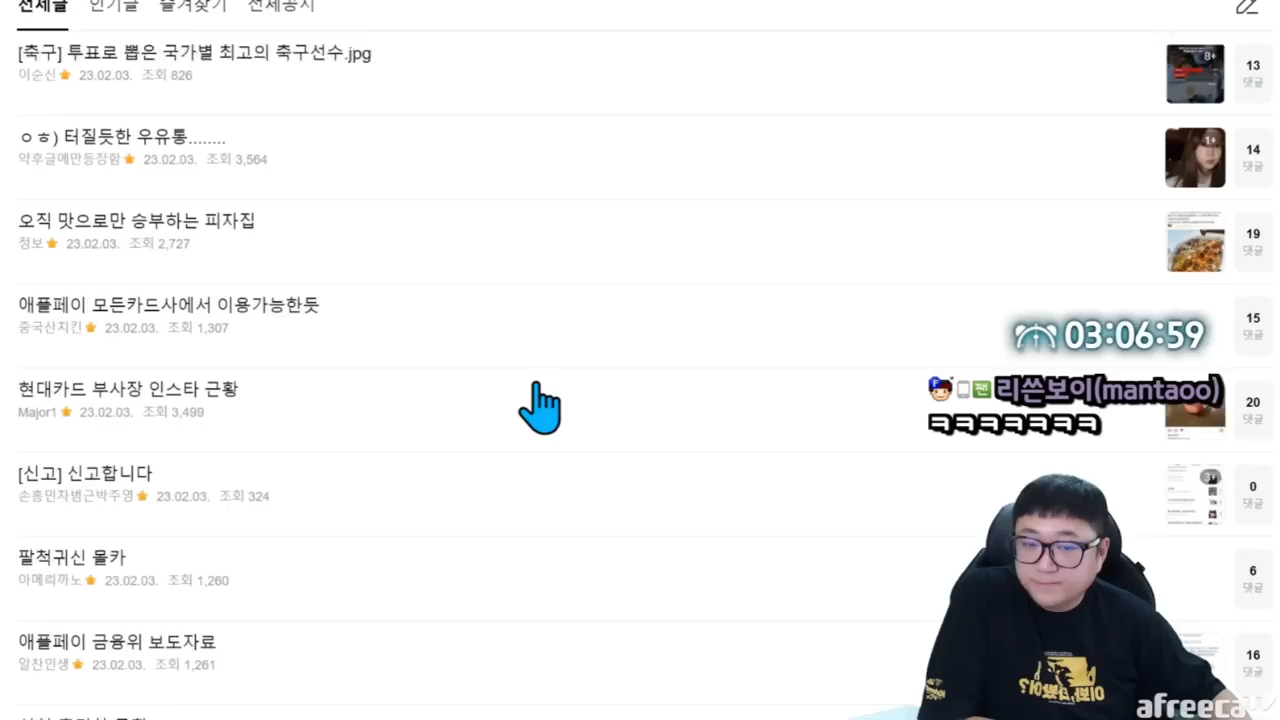 전체글 인기글 즐겨찾기 전체공지
[축구] 투표로 뽑은 국가별 최고의 축구선수.jpg
이순신 23.02.03. 조회 826
8+
13
댓글
ㅇㅎ) 터질듯한 우유통........
약후글에만등장함 23.02.03. 조회 3,564
1+
14
댓글
오직 맛으로만 승부하는 피자집
정보 23.02.03. 조회 2,727
19
댓글
애플페이 모든카드사에서 이용가능한듯
중국산치킨 23.02.03. 조회 1,307
15
댓글
03:06:59
현대카드 부사장 인스타 근황
Major1 23.02.03. 조회 3,499
20
댓글
F 팬 리쓴보이(mantaoo)
ㅋㅋㅋㅋㅋㅋㅋ
[신고] 신고합니다
손흥민차범근박주영 23.02.03. 조회 324
3+
0
댓글
팔척귀신 몰카
아메리까노 23.02.03. 조회 1,260
6
댓글
애플페이 금융위 보도자료
알찬인생 23.02.03. 조회 1,261
16
댓글
afreecaTV